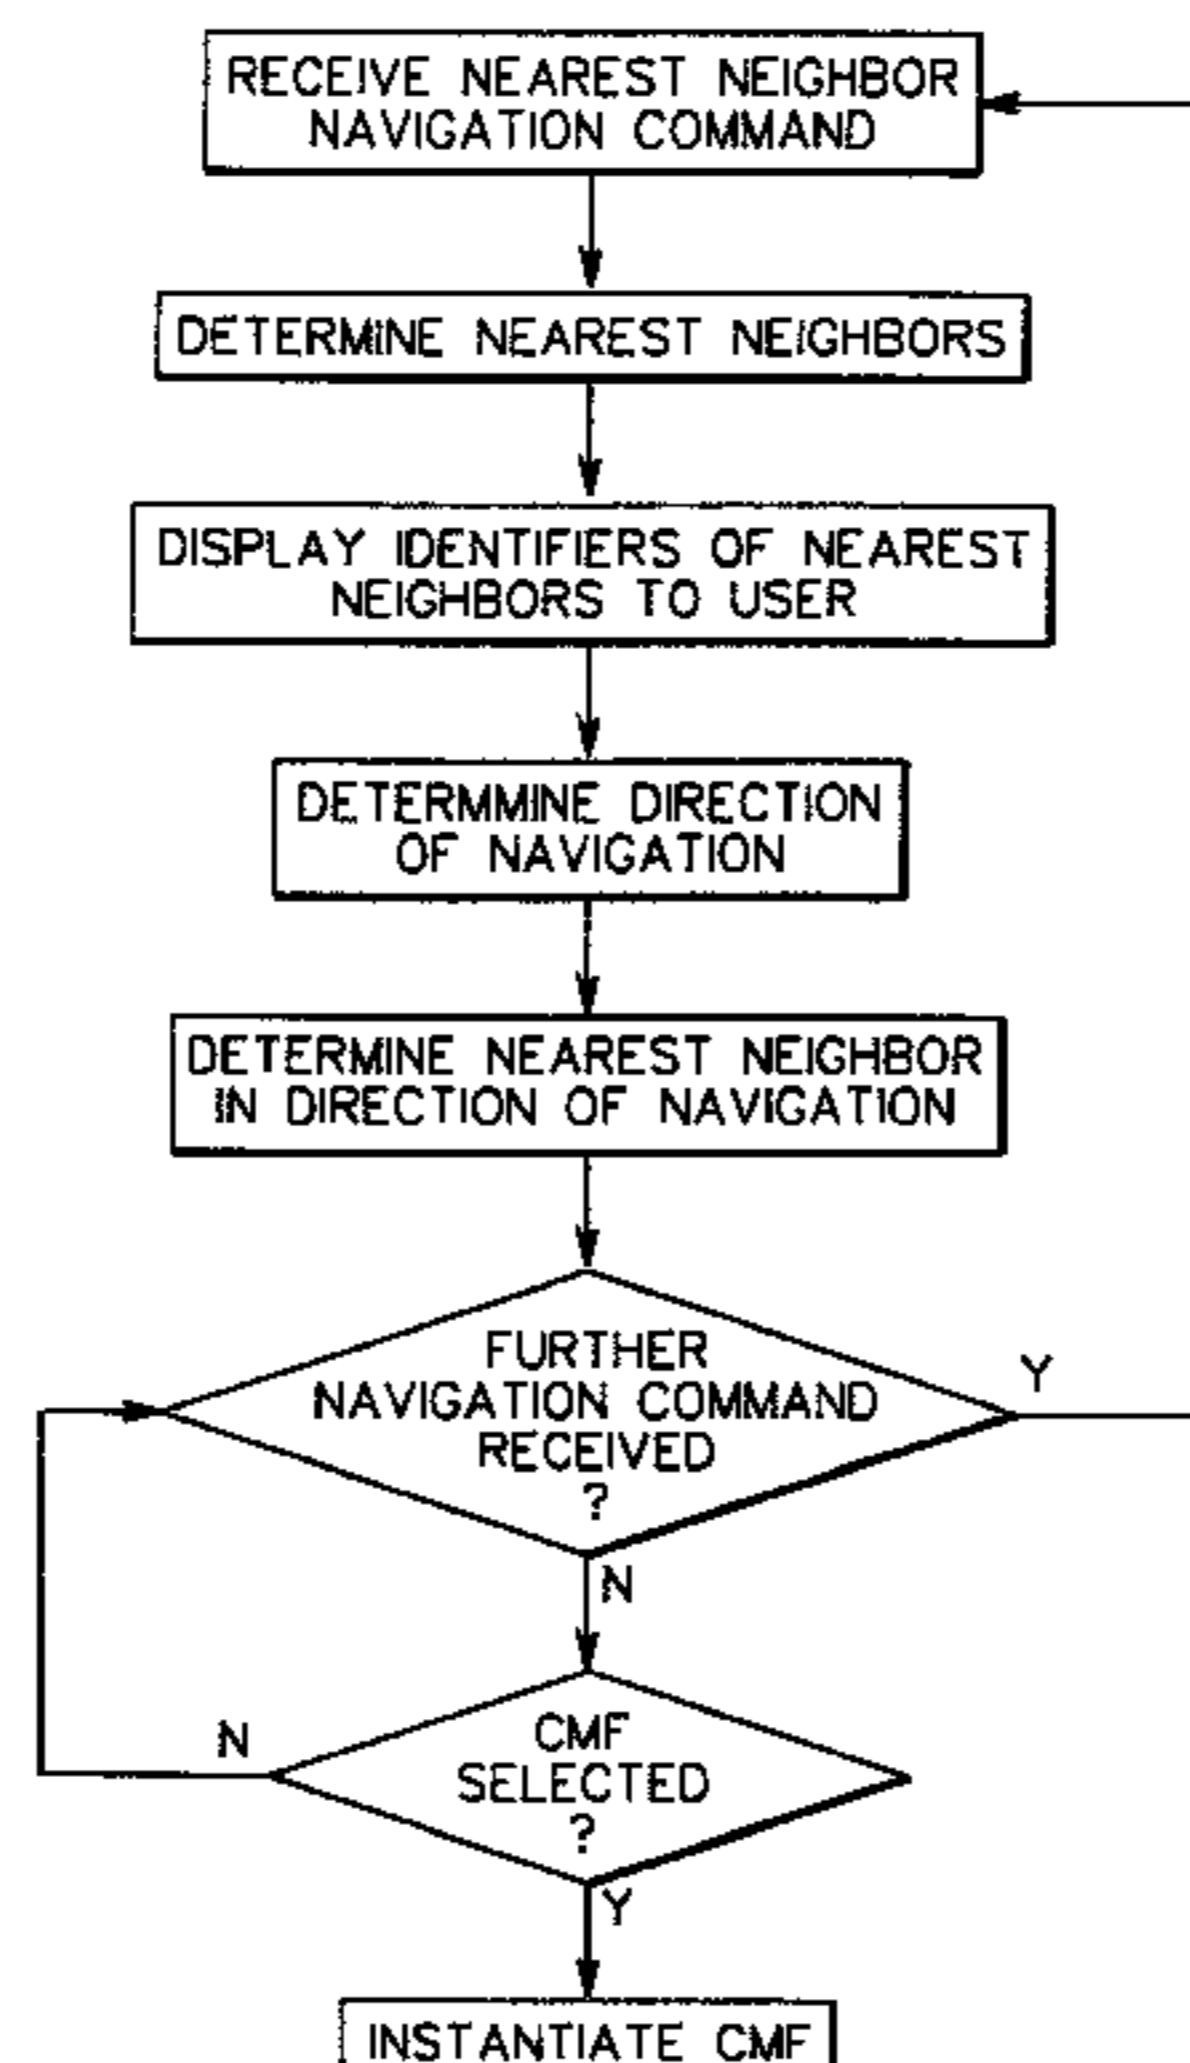 RECEIVE NEAREST NEIGHBOR
NAVIGATION COMMAND
DETERMINE NEAREST NEIGHBORS
DISPLAY IDENTIFIERS OF NEAREST
NEIGHBORS TO USER
DETERMMINE DIRECTION
OF NAVIGATION
DETERMINE NEAREST NEIGHBOR
IN DIRECTION OF NAVIGATION
FURTHER
NAVIGATION COMMAND
RECEIVED
?
Y
N
CMF
SELECTED
?
N
Y
INSTANTIATE CMF